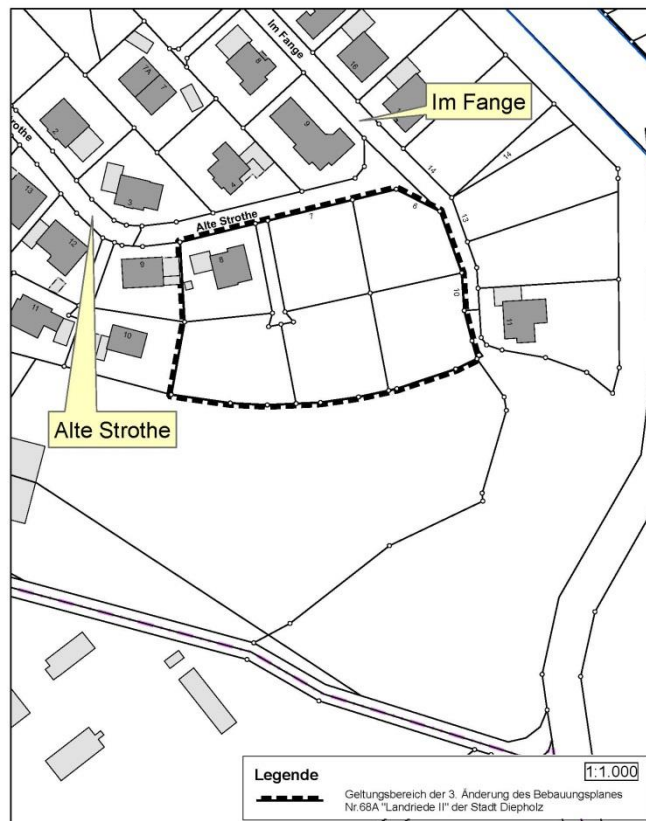 Im Fange
7A
7
8
16
Im Fange
2
9
14
14
Strothe
4
13
3
6
7
Alte Strothe
13
12
9
8
10
11
11
10
Alte Strothe
Legende
1:1.000
Geltungsbereich der 3. Änderung des Bebauungsplanes
Nr.68A "Landriede II" der Stadt Diepholz